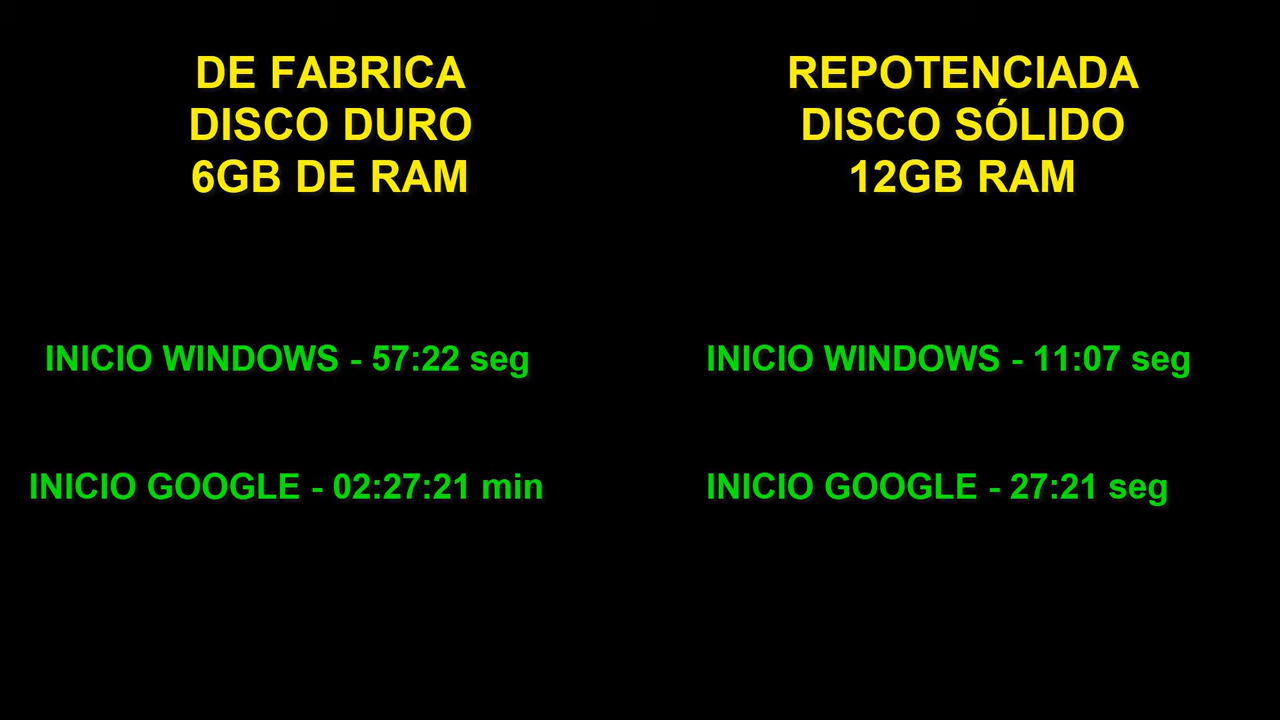 DE FABRICA
DISCO DURO
6GB DE RAM
INICIO WINDOWS - 57:22 seg
INICIO GOOGLE - 02:27:21 min
REPOTENCIADA
DISCO SÓLIDO
12GB RAM
INICIO WINDOWS - 11:07 seg
INICIO GOOGLE - 27:21 seg